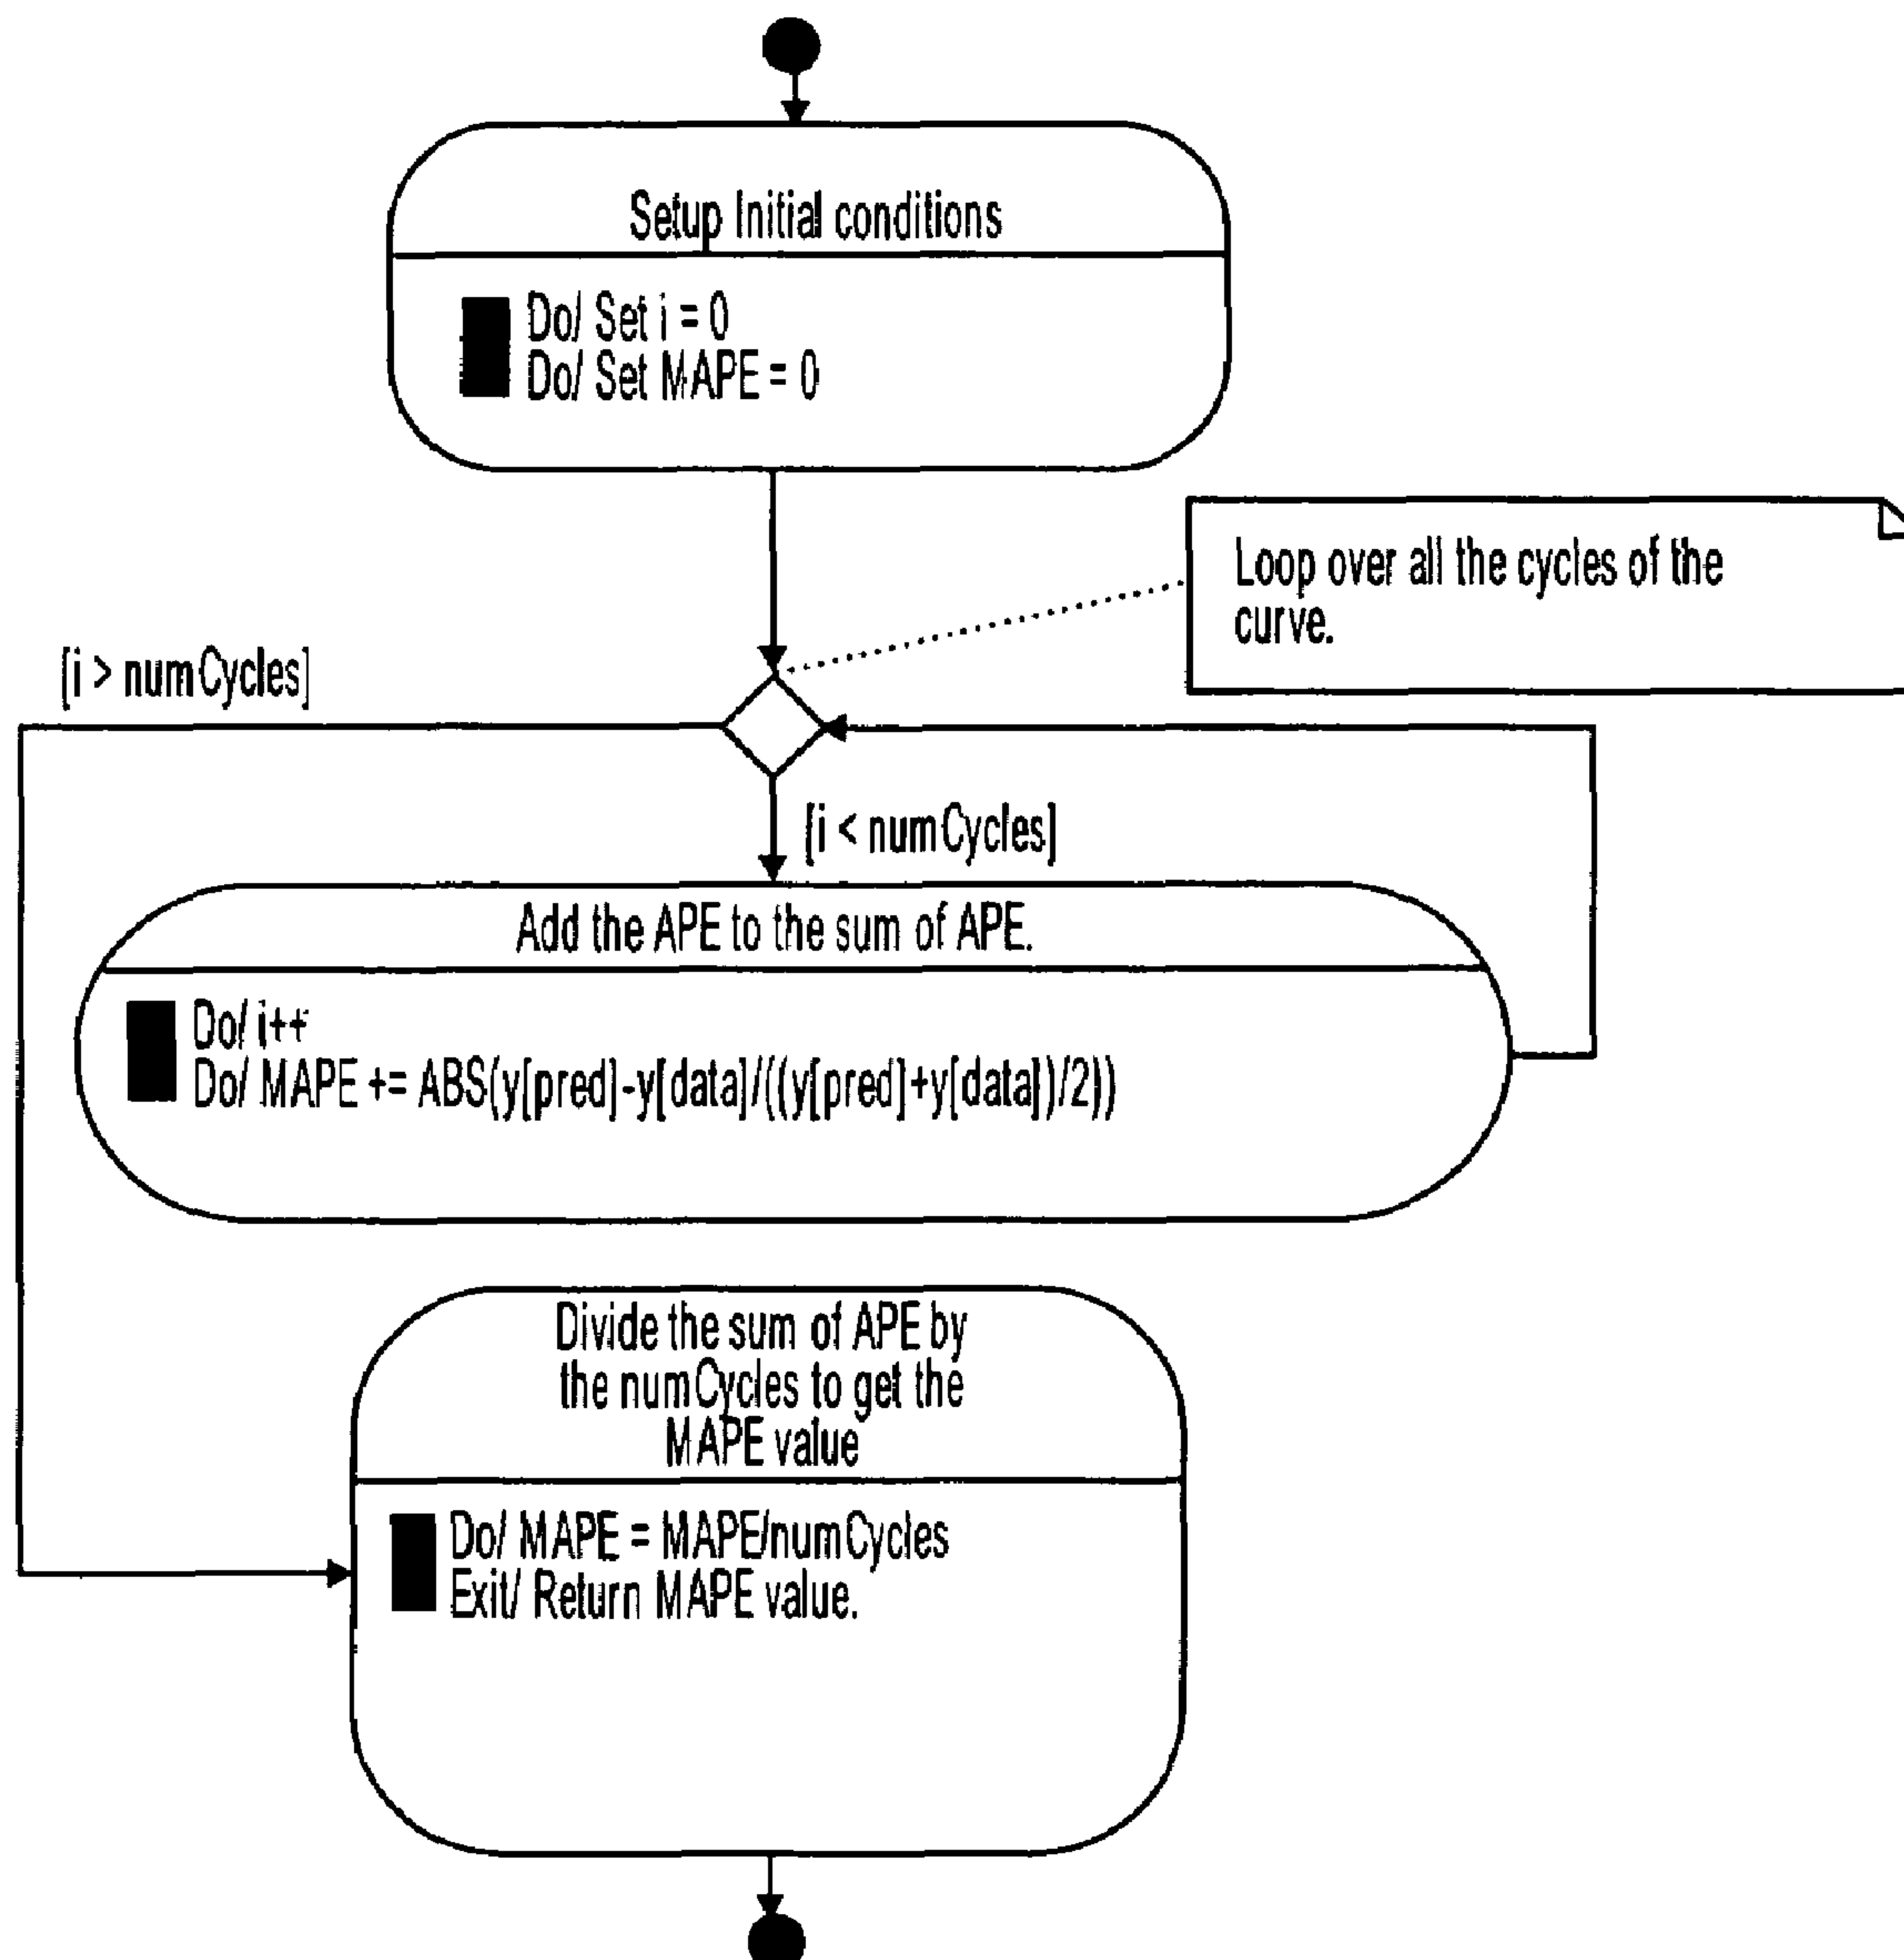 Setup Initial conditions
Do/ Set i = 0
Do/ Set MAPE = 0
Loop over all the cycles of the
curve.
[i > numCycles]
[i < numCycles]
Add the APE to the sum of APE.
Do/ i++
Do/ MAPE += ABS(y[pred]-y[data]/((y[pred]+y[data])/2))
Divide the sum of APE by
the numCycles to get the
MAPE value
Do/ MAPE = MAPE/numCycles
Exit/ Return MAPE value.